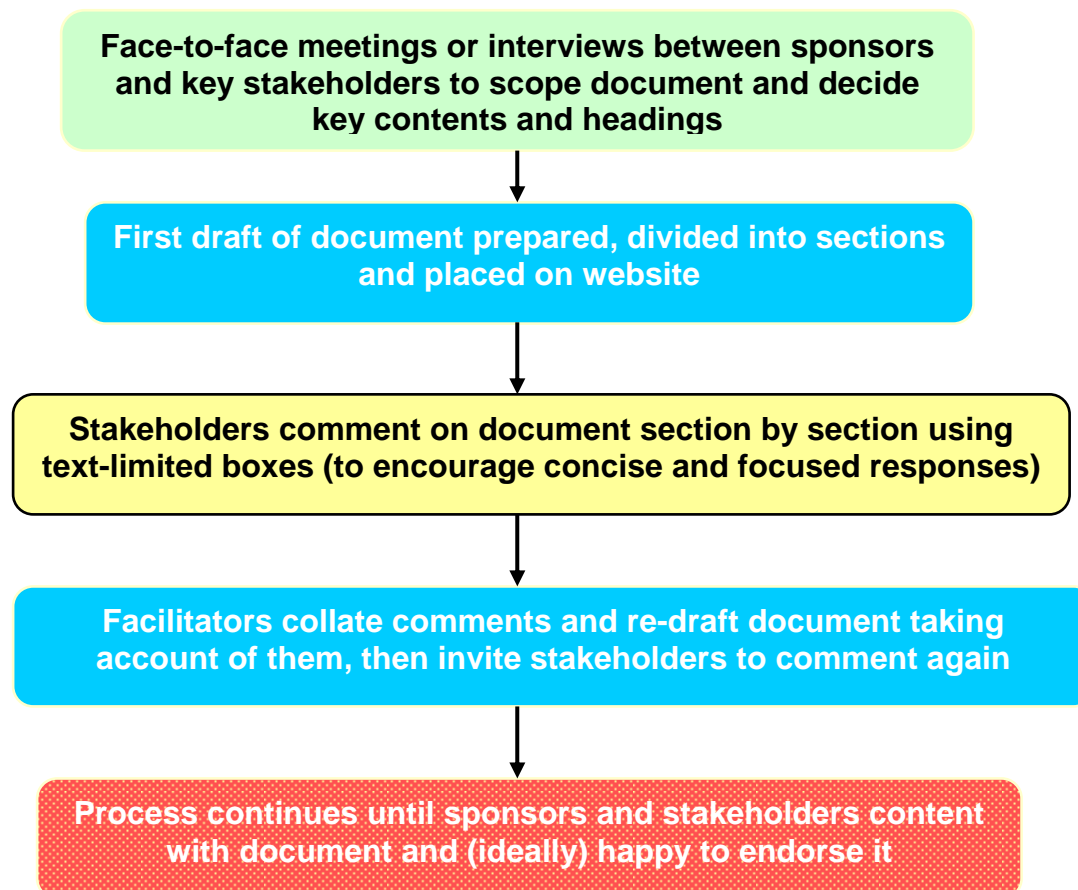 Face-to-face meetings or interviews between sponsors
and key stakeholders to scope document and decide
key contents and headings
First draft of document prepared, divided into sections
and placed on website
Stakeholders comment on document section by section using
text-limited boxes (to encourage concise and focused responses)
Facilitators collate comments and re-draft document taking
account of them, then invite stakeholders to comment again
Process continues until sponsors and stakeholders content
with document and (ideally) happy to endorse it